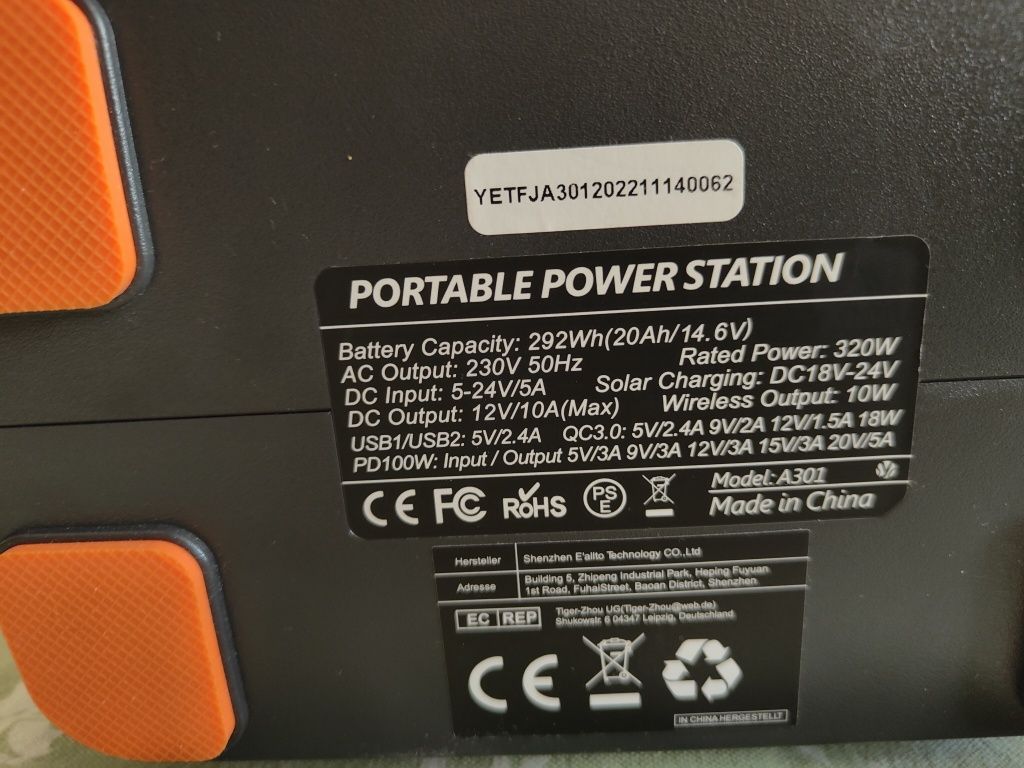 YETFJA301202211140062
PORTABLE POWER STATION
Battery Capacity: 292Wh(20Ah/14.6V)
AC Output: 230V 50Hz Rated Power: 320W
DC Input: 5-24V/5A Solar Charging: DC18V-24V
DC Output: 12V/10A(Max) Wireless Output: 10W
USB1/USB2: 5V/2.4A QC3.0: 5V/2.4A 9V/2A 12V/1.5A 18W
PD100W: Input / Output 5V/3A 9V/3A 12V/3A 15V/3A 20V/5A
Model: A301
CE FC RoHS PSE Made in China
Hersteller Shenzhen E'allto Technology CO.,Ltd
Adresse Building 5, Zhipeng Industrial Park, Heping Fuyuan
1st Road, FuhaiStreet, Baoan District, Shenzhen
EC REP Tiger-Zhou UG(Tiger-Zhou@web.de)
Shukowstr. 6 04347 Leipzig, Deutschland
CE
IN CHINA HERGESTELLT